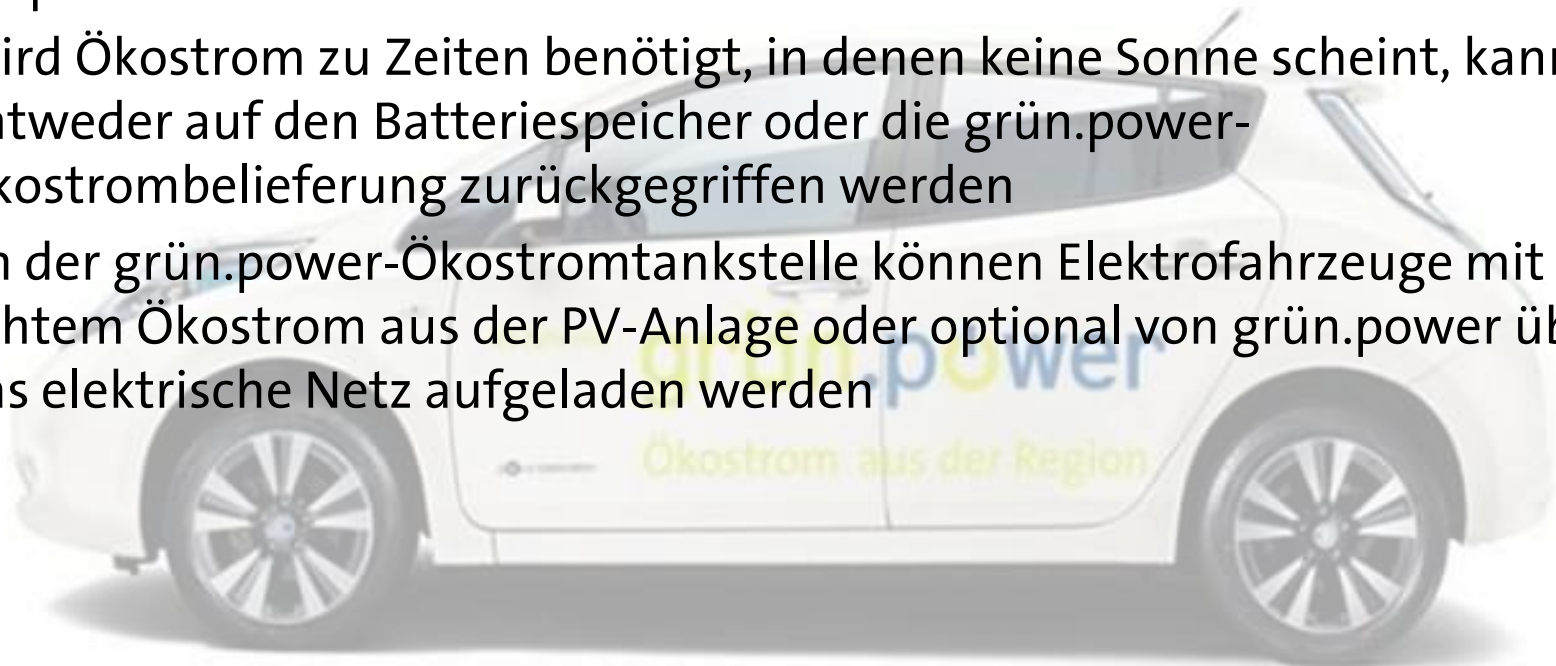 ird Ökostrom zu Zeiten benötigt, in denen keine Sonne scheint, kann
ntweder auf den Batteriespeicher oder die grün.power-
kostrombelieferung zurückgegriffen werden
n der grün.power-Ökostromtankstelle können Elektrofahrzeuge mit
htem Ökostrom aus der PV-Anlage oder optional von grün.power üb
as elektrische Netz aufgeladen werden
grün.power
Ökostrom aus der Region